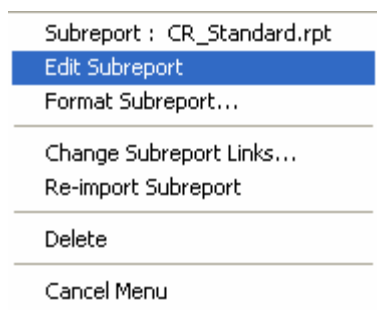 Subreport : CR_Standard.rpt
Edit Subreport
Format Subreport...
Change Subreport Links...
Re-import Subreport
Delete
Cancel Menu